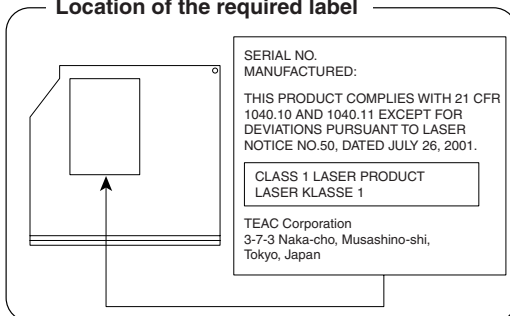 Location of the required label
SERIAL NO.
MANUFACTURED:
THIS PRODUCT COMPLIES WITH 21 CFR
1040.10 AND 1040.11 EXCEPT FOR
DEVIATIONS PURSUANT TO LASER
NOTICE NO.50, DATED JULY 26, 2001.
CLASS 1 LASER PRODUCT
LASER KLASSE 1
TEAC Corporation
3-7-3 Naka-cho, Musashino-shi,
Tokyo, Japan